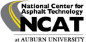 National Center for
Asphalt Technology
NCAT
at AUBURN UNIVERSITY